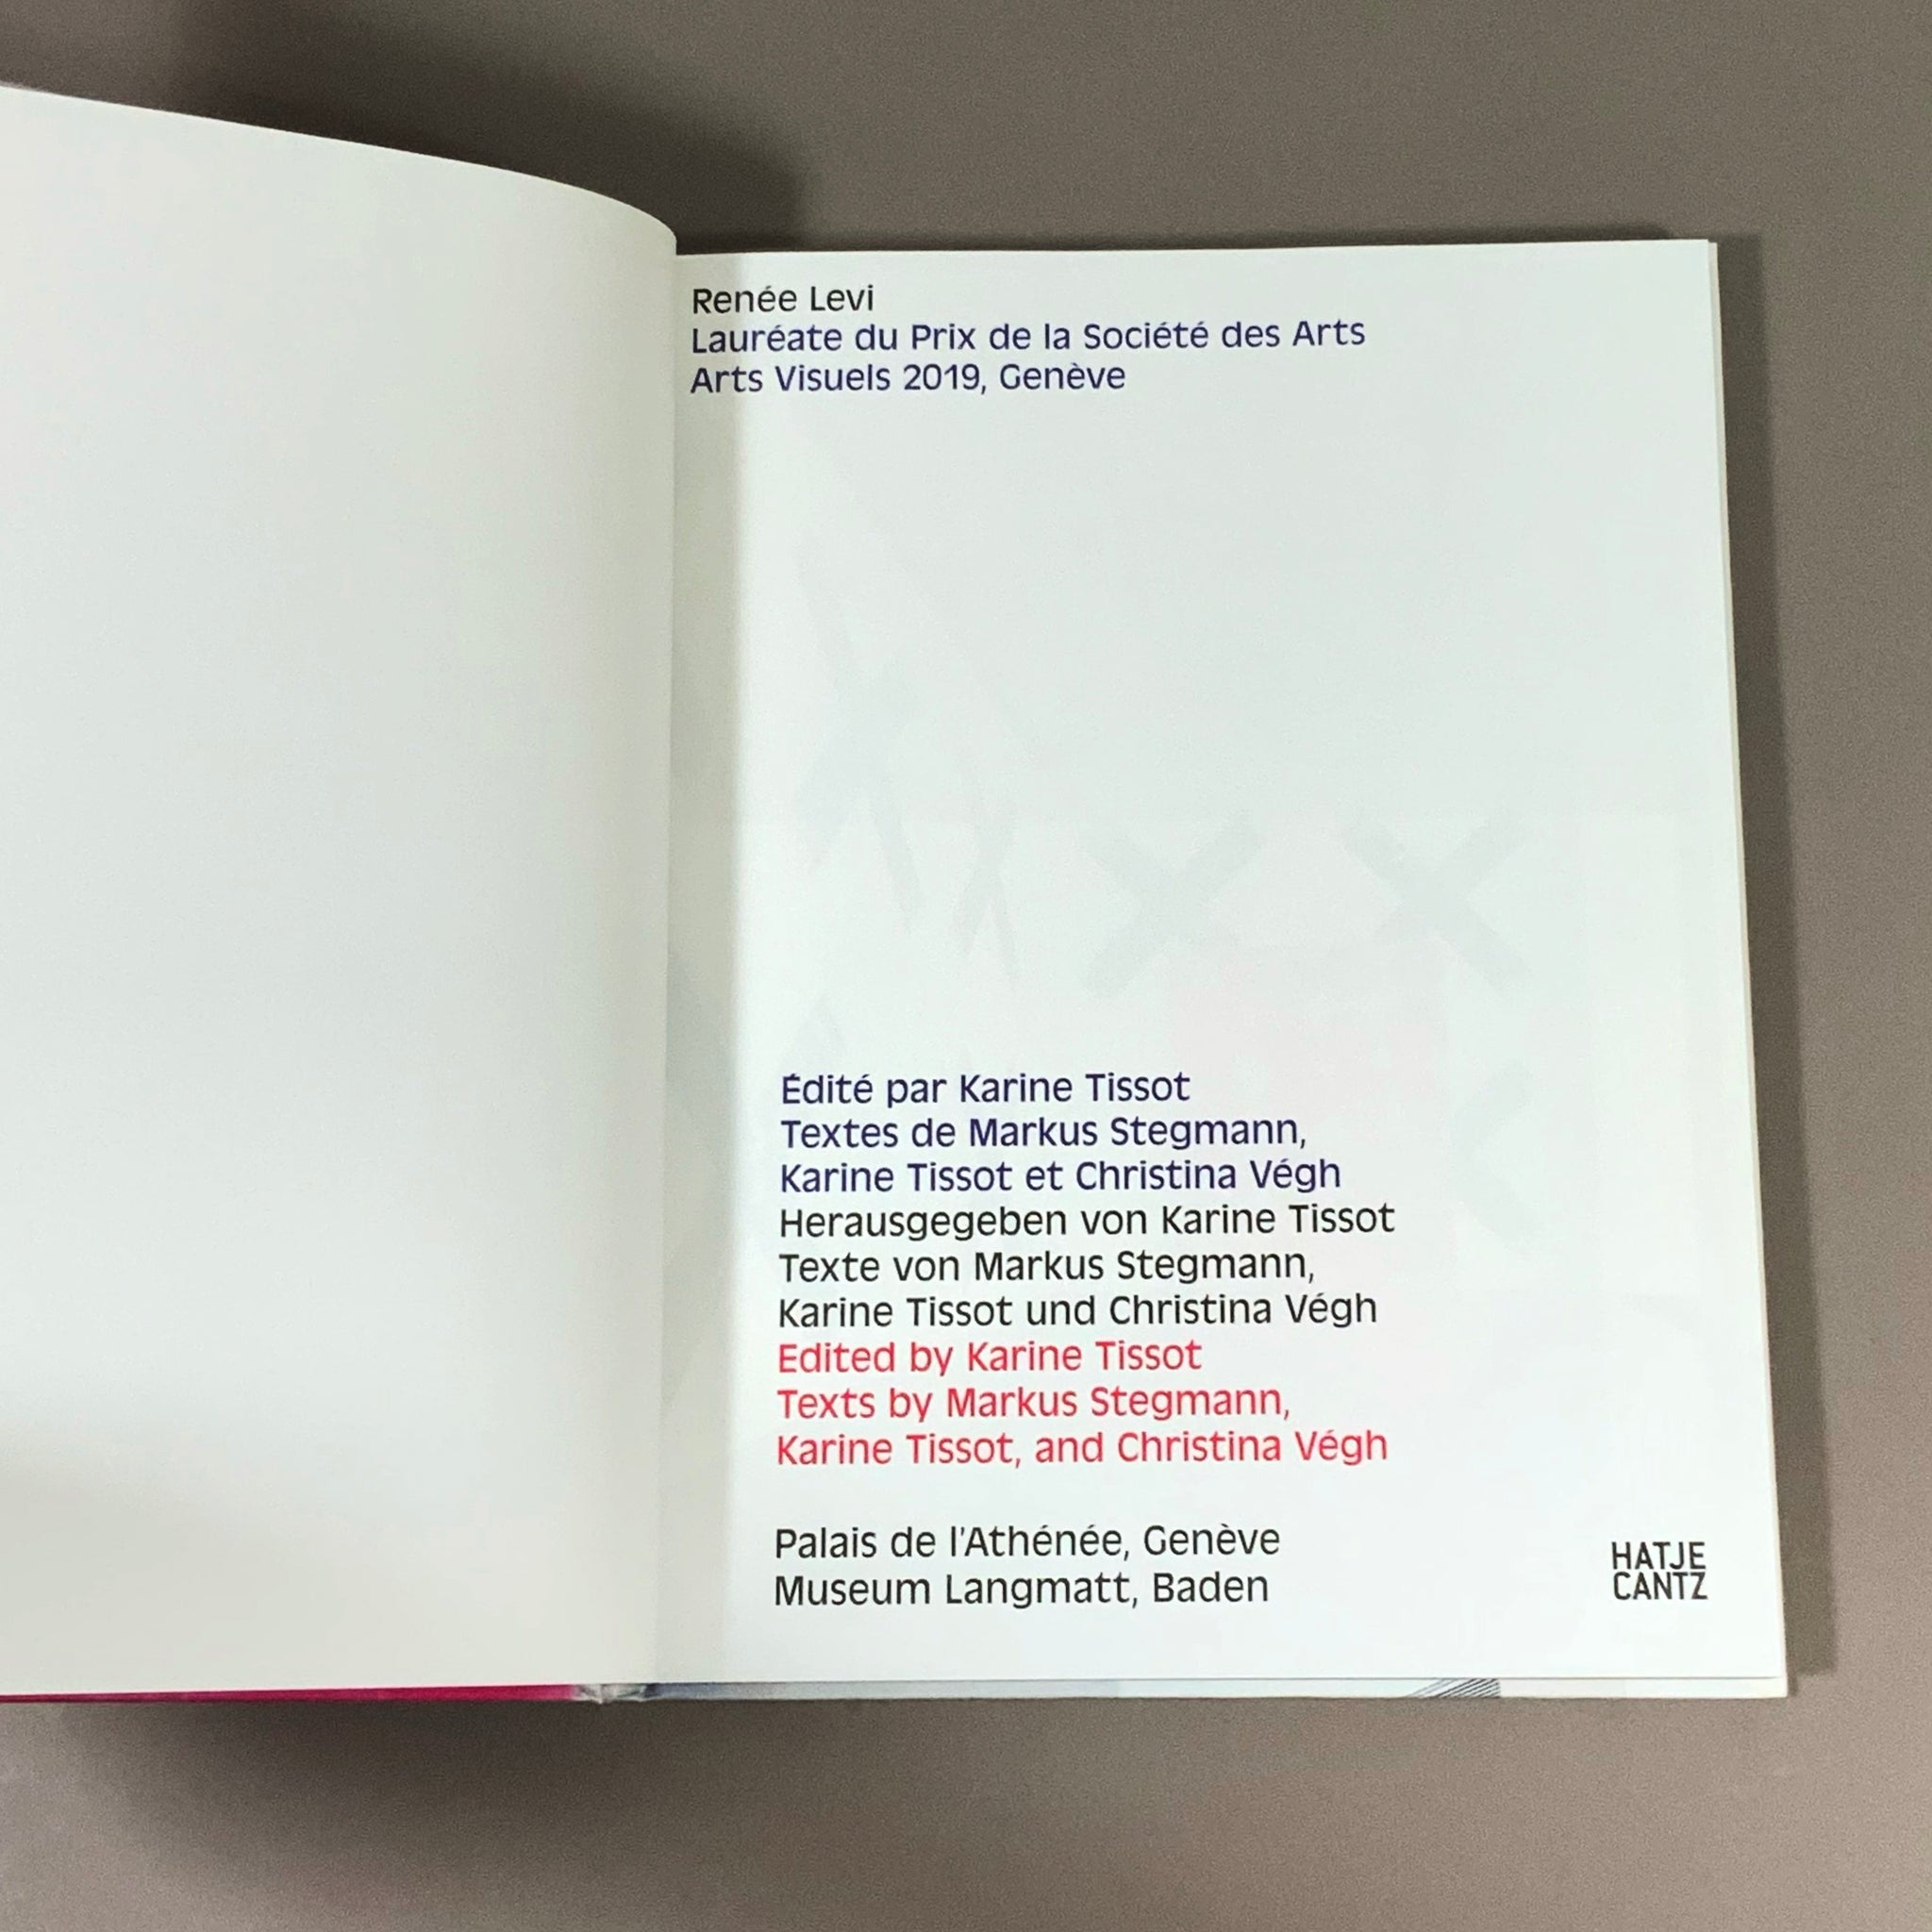 Renée Levi
Lauréate du Prix de la Société des Arts
Arts Visuels 2019, Genève
Édité par Karine Tissot
Textes de Markus Stegmann,
Karine Tissot et Christina Végh
Herausgegeben von Karine Tissot
Texte von Markus Stegmann,
Karine Tissot und Christina Végh
Edited by Karine Tissot
Texts by Markus Stegmann,
Karine Tissot, and Christina Végh
Palais de l'Athénée, Genève
Museum Langmatt, Baden
HATJE
CANTZ